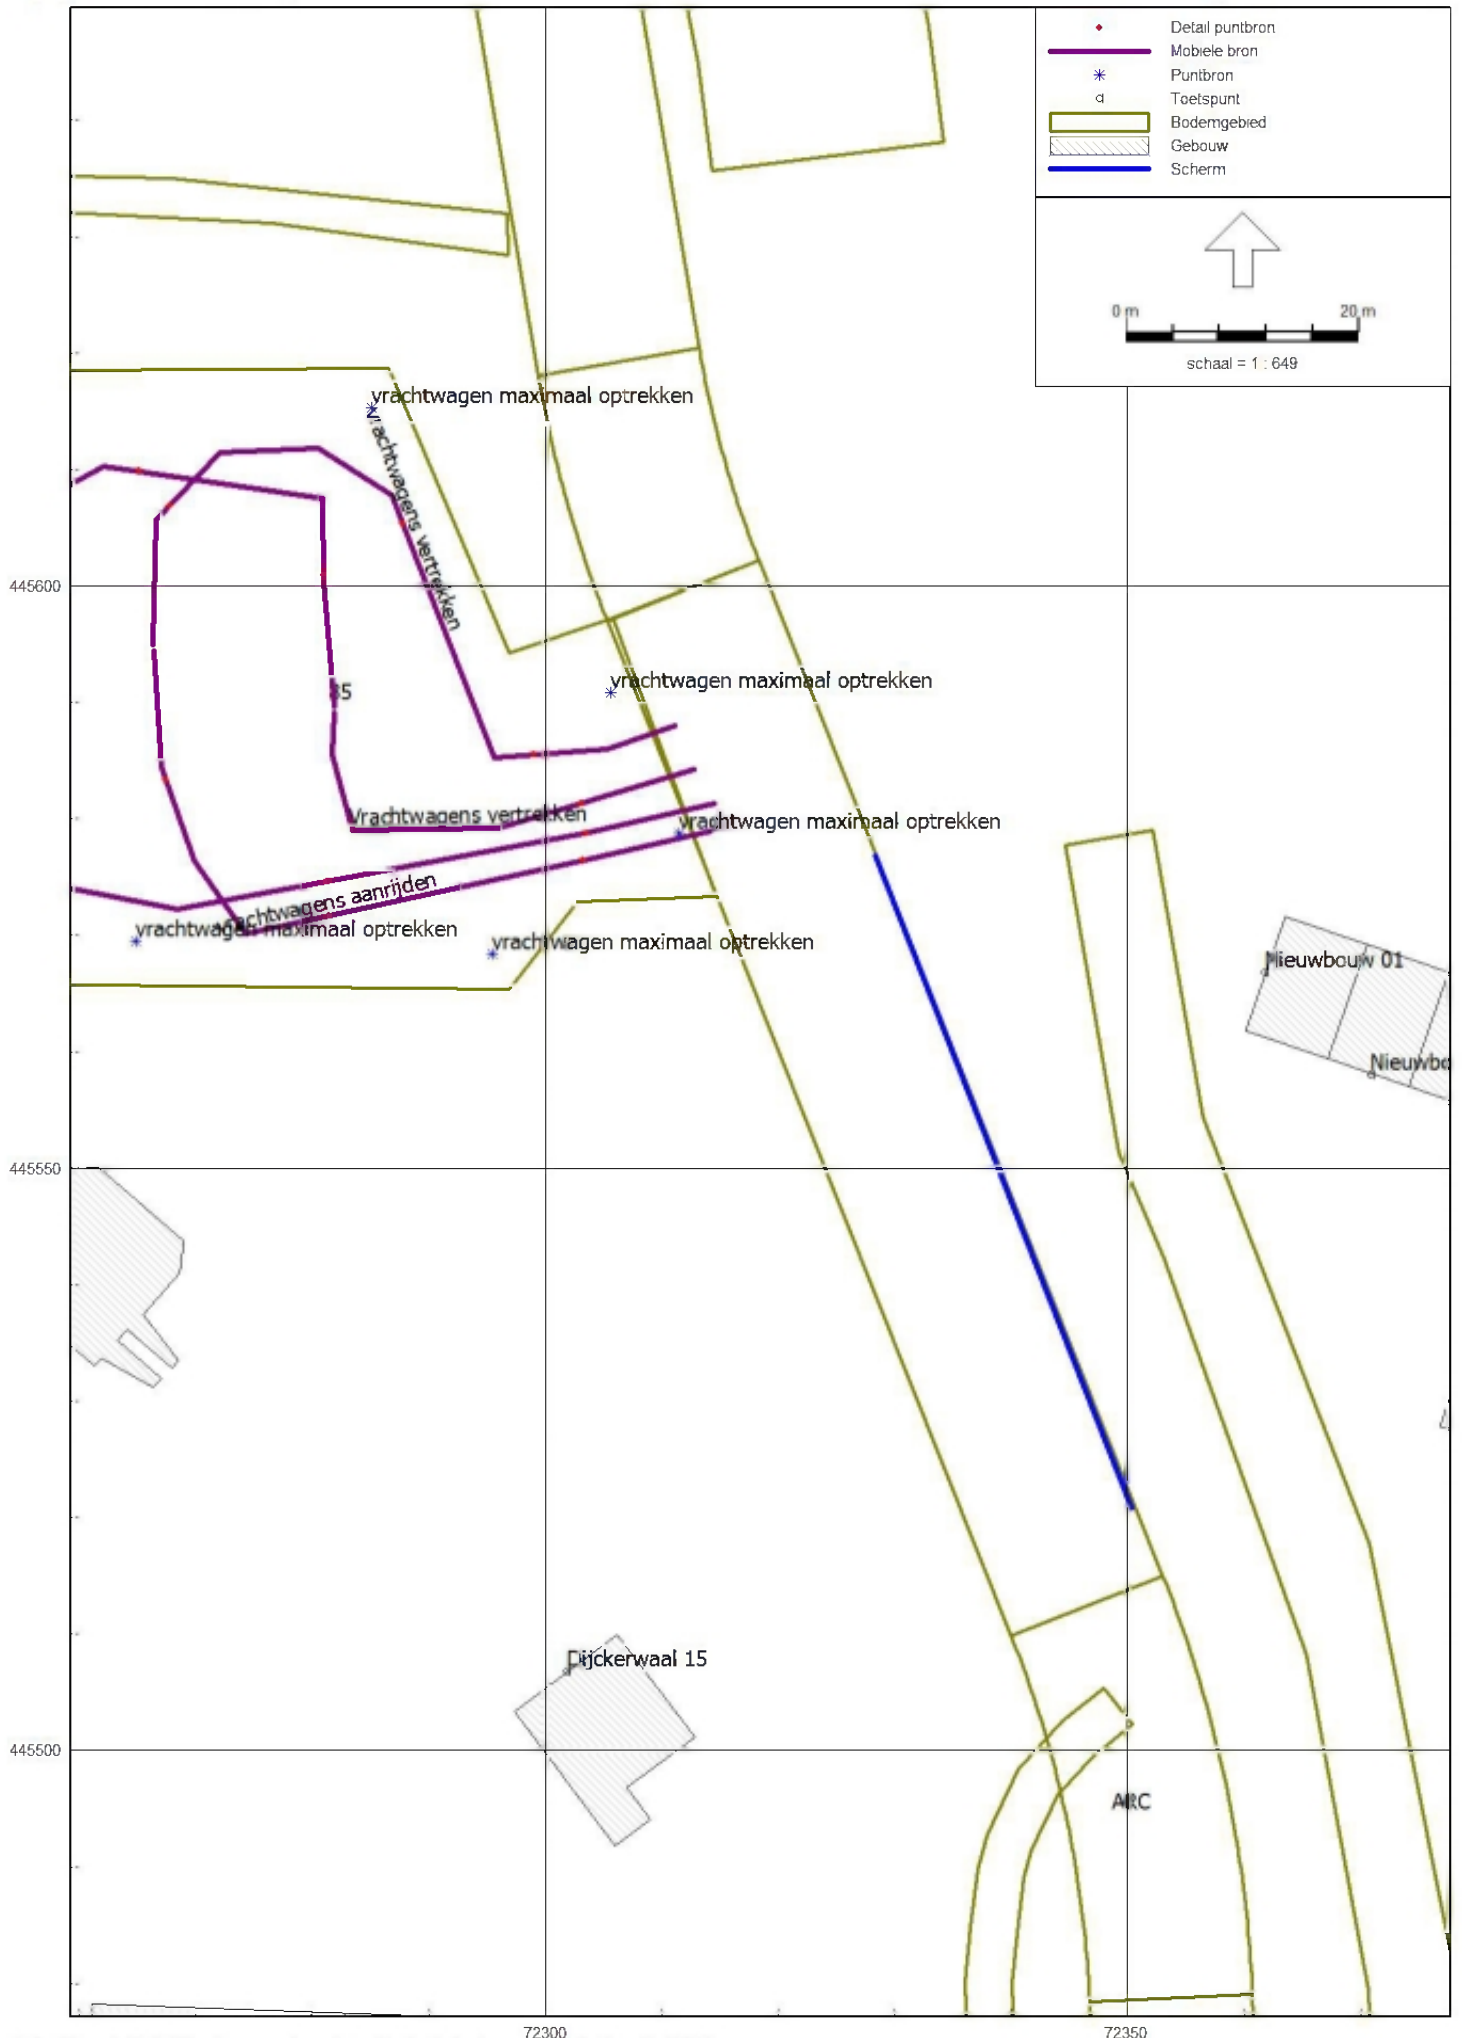 Detail puntbron
Mobiele bron
Puntbron
Toetspunt
Bodemgebied
Gebouw
Scherm
0 m 20 m
schaal = 1 : 649
vrachtwagen maximaal optrekken
vrachtwagens vertrekken
445600
vrachtwagen maximaal optrekken
35
Vrachtwagens vertrekken
vrachtwagen maximaal optrekken
vrachtwagens aanrijden
vrachtwagen maximaal optrekken
vrachtwagen maximaal optrekken
Nieuwbouw 01
Nieuwbo
445550
Dijckerwaal 15
445500
ARC
72300
72350